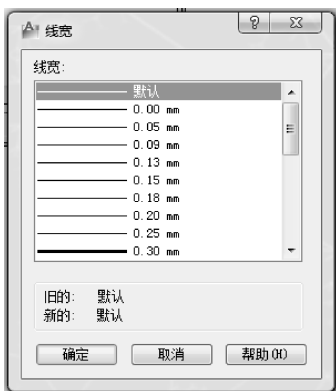 线宽
线宽:
默认
0.00 mm
0.05 mm
0.09 mm
0.13 mm
0.15 mm
0.18 mm
0.20 mm
0.25 mm
0.30 mm
旧的: 默认
新的: 默认
确定 取消 帮助(H)